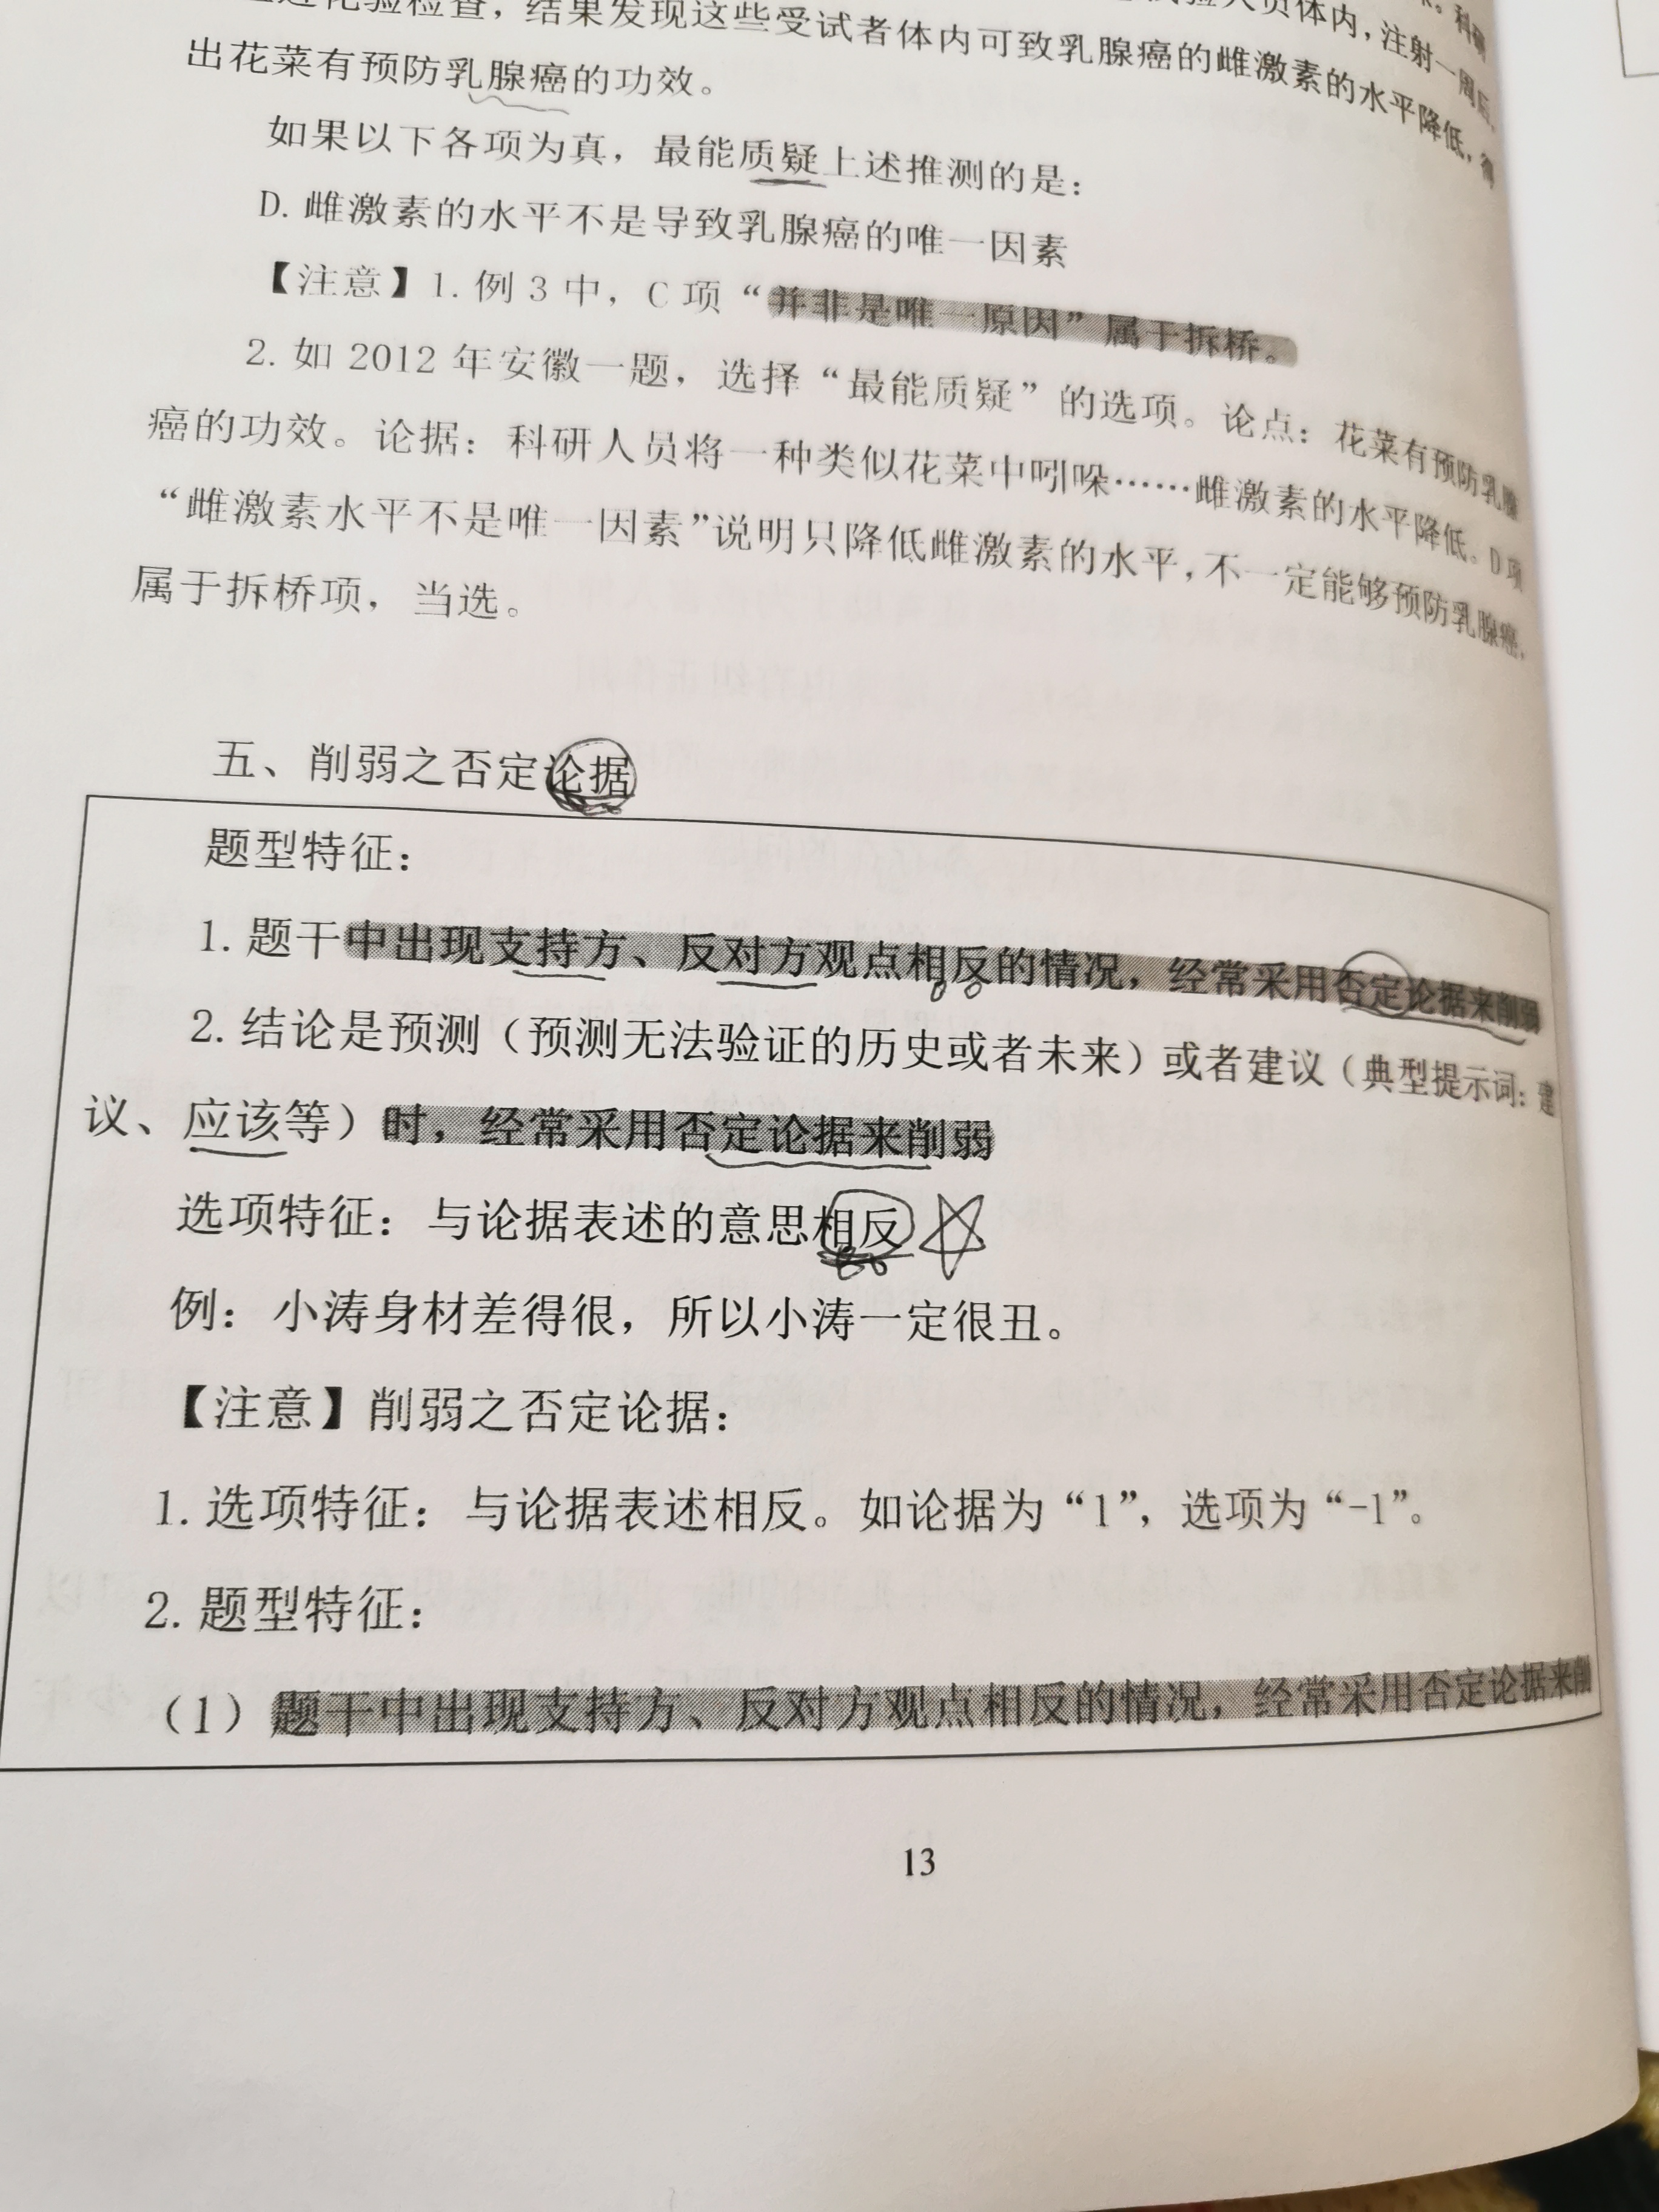 验人员体内，注射一周后，
化验检查，结果发现这些受试者体内可致乳腺癌的雌激素的水平降低，
出花菜有预防乳腺癌的功效。
如果以下各项为真，最能质疑上述推测的是：
D. 雌激素的水平不是导致乳腺癌的唯一因素
【注意】1. 例 3 中，C 项“并非是唯一原因”属于拆桥。
2. 如 2012 年安徽一题，选择“最能质疑”的选项。论点：花菜有预防乳腺
癌的功效。论据：科研人员将一种类似花菜中吲哚……雌激素的水平降低。D 项
“雌激素水平不是唯一因素”说明只降低雌激素的水平，不一定能够预防乳腺癌，
属于拆桥项，当选。
五、削弱之否定论据
题型特征：
1. 题干中出现支持方、反对方观点相反的情况，经常采用否定论据来削弱
2. 结论是预测（预测无法验证的历史或者未来）或者建议（典型提示词：建
议、应该等）时，经常采用否定论据来削弱
选项特征：与论据表述的意思相反
例：小涛身材差得很，所以小涛一定很丑。
【注意】削弱之否定论据：
1. 选项特征：与论据表述相反。如论据为“1”，选项为“-1”。
2. 题型特征：
（1）题干中出现支持方、反对方观点相反的情况，经常采用否定论据来削
13